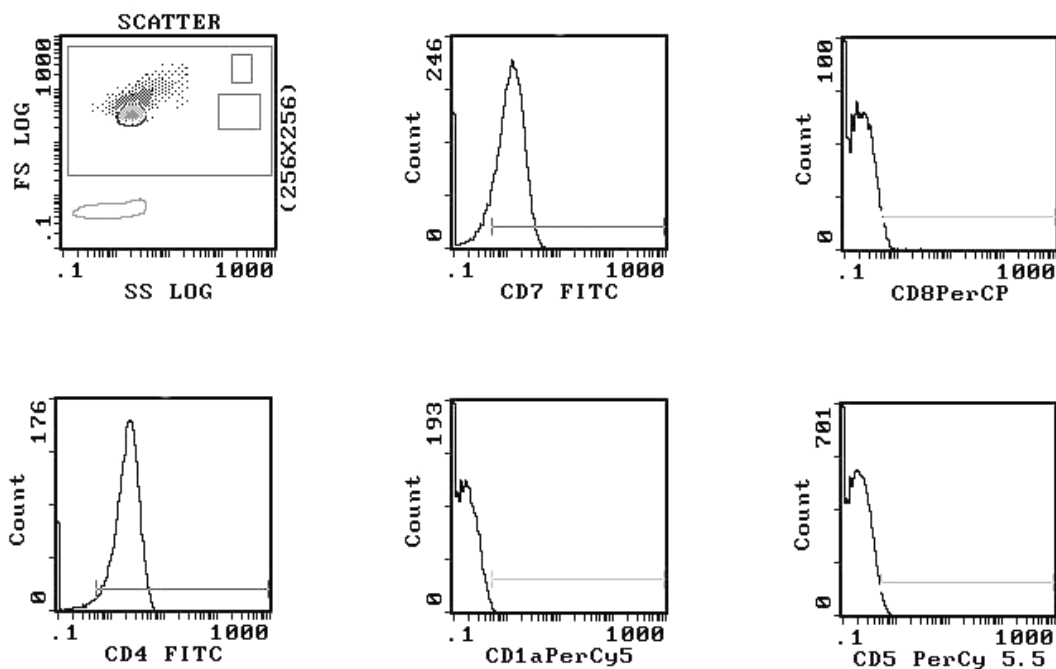 SCATTER
1000
FS LOG
.1
.1 1000
SS LOG
(256X256)
246
Count
0
.1 1000
CD7 FITC
100
Count
0
.1 1000
CD8PerCP
176
Count
0
.1 1000
CD4 FITC
193
Count
0
.1 1000
CD1aPerCy5
701
Count
0
.1 1000
CD5 PerCy 5.5